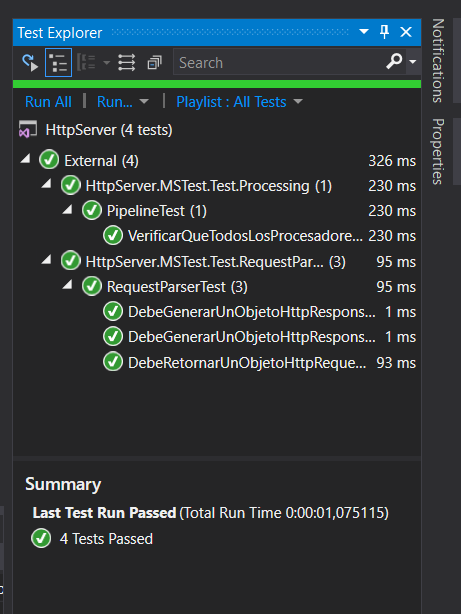 Test Explorer
Search
Run All | Run... Playlist : All Tests
HttpServer (4 tests)
External (4) 326 ms
HttpServer.MSTest.Test.Processing (1) 230 ms
PipelineTest (1) 230 ms
VerificarQueTodosLosProcesadore... 230 ms
HttpServer.MSTest.Test.RequestPar... (3) 95 ms
RequestParserTest (3) 95 ms
DebeGenerarUnObjetoHttpRespons... 1 ms
DebeGenerarUnObjetoHttpRespons... 1 ms
DebeRetornarUnObjetoHttpReque... 93 ms
Summary
Last Test Run Passed (Total Run Time 0:00:01,075115)
4 Tests Passed
Notifications
Properties